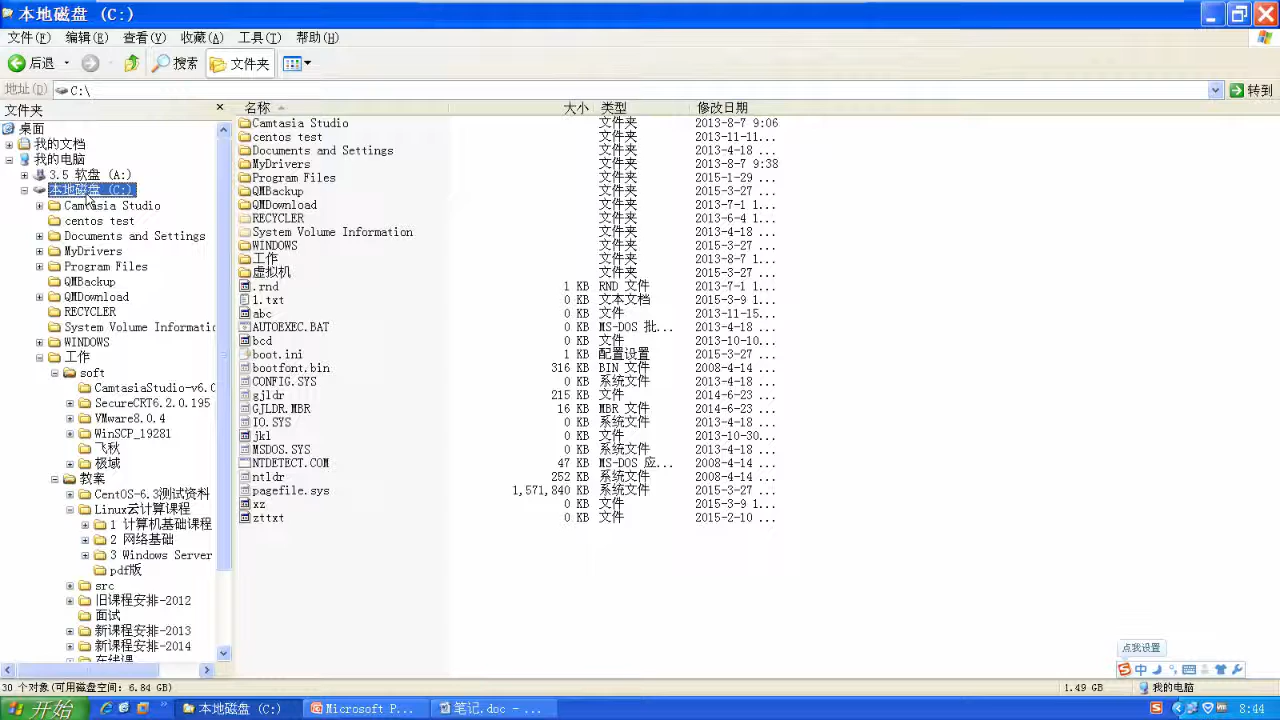 本地磁盘 (C:)
文件(F) 编辑(E) 查看(V) 收藏(A) 工具(T) 帮助(H)
后退 搜索 文件夹
地址(D) C:\ 转到
文件夹 ×
桌面
我的文档
我的电脑
3.5 软盘 (A:)
本地磁盘 (C:)
Camtasia Studio
centos test
Documents and Settings
MyDrivers
Program Files
QMBackup
QMDownload
RECYCLER
System Volume Informatic
WINDOWS
工作
soft
CamtasiaStudio-v6.0
SecureCRT6.2.0.195
VMware8.0.4
WinSCP_19281
飞秋
极域
教案
CentOS-6.3测试资料
Linux云计算课程
1 计算机基础课程
2 网络基础
3 Windows Server
pdf版
src
旧课程安排-2012
面试
新课程安排-2013
新课程安排-2014
在线课
名称 大小 类型 修改日期
Camtasia Studio 文件夹 2013-8-7 9:06
centos test 文件夹 2013-11-11...
Documents and Settings 文件夹 2013-4-18 ...
MyDrivers 文件夹 2013-8-7 9:38
Program Files 文件夹 2015-1-29 ...
QMBackup 文件夹 2015-3-27 ...
QMDownload 文件夹 2013-7-1 1...
RECYCLER 文件夹 2013-6-4 1...
System Volume Information 文件夹 2013-4-18 ...
WINDOWS 文件夹 2015-3-27 ...
工作 文件夹 2013-8-7 1...
虚拟机 文件夹 2015-3-27 ...
.rnd 1 KB RND 文件 2013-7-1 1...
1.txt 0 KB 文本文档 2015-3-9 1...
abc 0 KB 文件 2013-11-15...
AUTOEXEC.BAT 0 KB MS-DOS 批... 2013-4-18 ...
bcd 0 KB 文件 2013-10-10...
boot.ini 1 KB 配置设置 2015-3-27 ...
bootfont.bin 316 KB BIN 文件 2008-4-14 ...
CONFIG.SYS 0 KB 系统文件 2013-4-18 ...
gjldr 215 KB 文件 2014-6-23 ...
GJLDR.MBR 16 KB MBR 文件 2014-6-23 ...
IO.SYS 0 KB 系统文件 2013-4-18 ...
jkl 0 KB 文件 2013-10-30...
MSDOS.SYS 0 KB 系统文件 2013-4-18 ...
NTDETECT.COM 47 KB MS-DOS 应... 2008-4-14 ...
ntldr 252 KB 系统文件 2008-4-14 ...
pagefile.sys 1,571,840 KB 系统文件 2015-3-27 ...
xz 0 KB 文件 2015-3-9 1...
zttxt 0 KB 文件 2015-2-10 ...
点我设置
中
30 个对象(可用磁盘空间: 6.84 GB) 1.49 GB 我的电脑
开始 本地磁盘 (C:) Microsoft P... 笔记.doc - ... 8:44